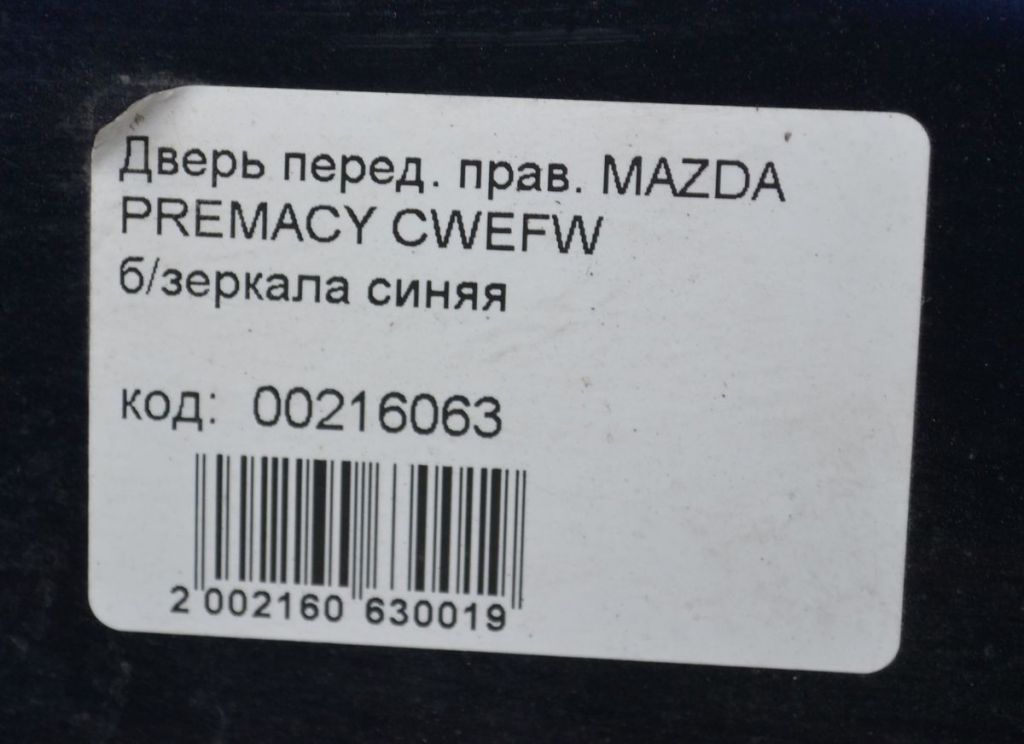 Дверь перед. прав. MAZDA
PREMACY CWEFW
б/зеркала синяя
код: 00216063
2 002160 630019